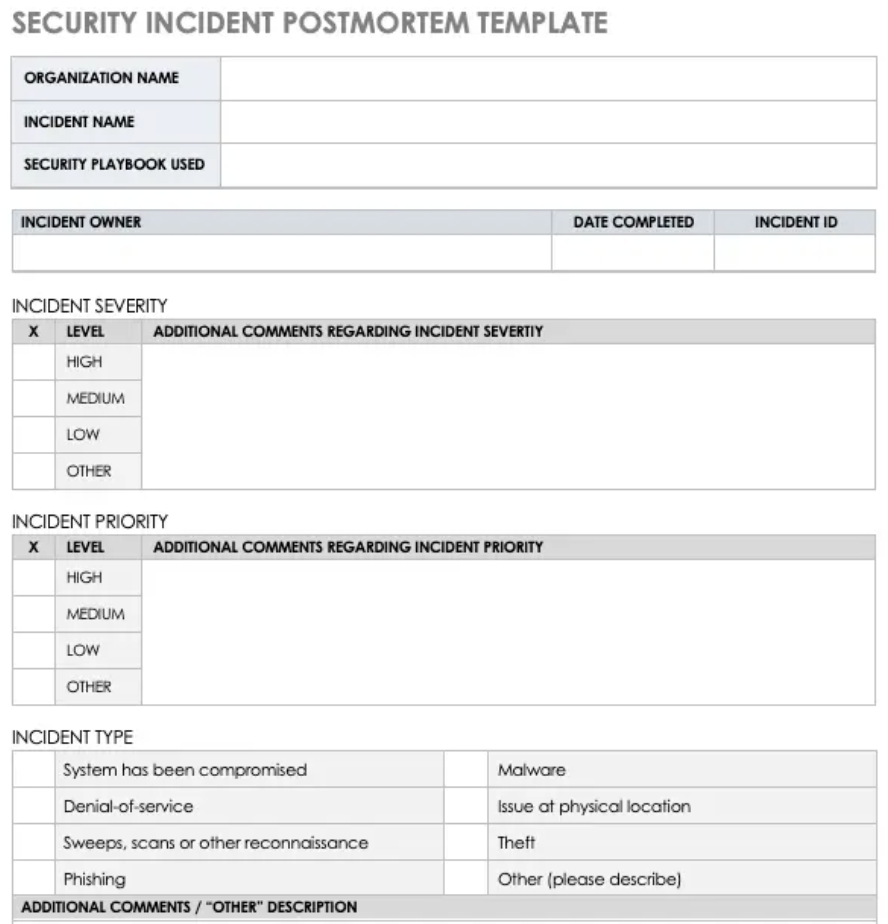 SECURITY INCIDENT POSTMORTEM TEMPLATE
ORGANIZATION NAME
INCIDENT NAME
SECURITY PLAYBOOK USED
INCIDENT OWNER DATE COMPLETED INCIDENT ID
INCIDENT SEVERITY
X LEVEL ADDITIONAL COMMENTS REGARDING INCIDENT SEVERTIY
HIGH
MEDIUM
LOW
OTHER
INCIDENT PRIORITY
X LEVEL ADDITIONAL COMMENTS REGARDING INCIDENT PRIORITY
HIGH
MEDIUM
LOW
OTHER
INCIDENT TYPE
System has been compromised Malware
Denial-of-service Issue at physical location
Sweeps, scans or other reconnaissance Theft
Phishing Other (please describe)
ADDITIONAL COMMENTS / “OTHER” DESCRIPTION